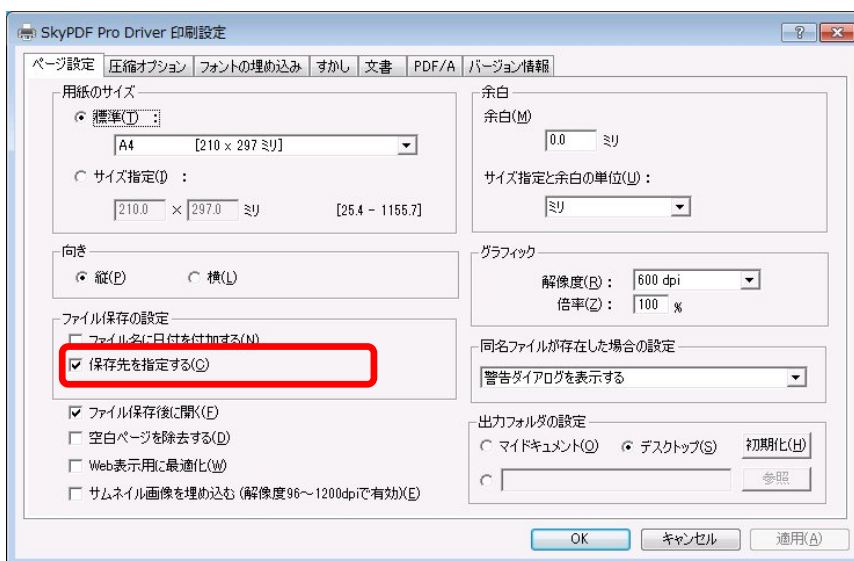 SkyPDF Pro Driver 印刷設定
ページ設定 圧縮オプション フォントの埋め込み すかし 文書 PDF/A バージョン情報
用紙のサイズ
標準(T) :
A4 [210 x 297 ミリ]
サイズ指定(I) :
210.0 × 297.0 ミリ [25.4 - 1155.7]
向き
縦(P) 横(L)
ファイル保存の設定
ファイル名に日付を付加する(N)
保存先を指定する(C)
ファイル保存後に開く(F)
空白ページを除去する(D)
Web表示用に最適化(W)
サムネイル画像を埋め込む (解像度96～1200dpiで有効)(E)
余白
余白(M)
0.0 ミリ
サイズ指定と余白の単位(U) :
ミリ
グラフィック
解像度(R) : 600 dpi
倍率(Z) : 100 %
同名ファイルが存在した場合の設定
警告ダイアログを表示する
出力フォルダの設定
マイドキュメント(O) デスクトップ(S) 初期化(H)
参照
OK キャンセル 適用(A)